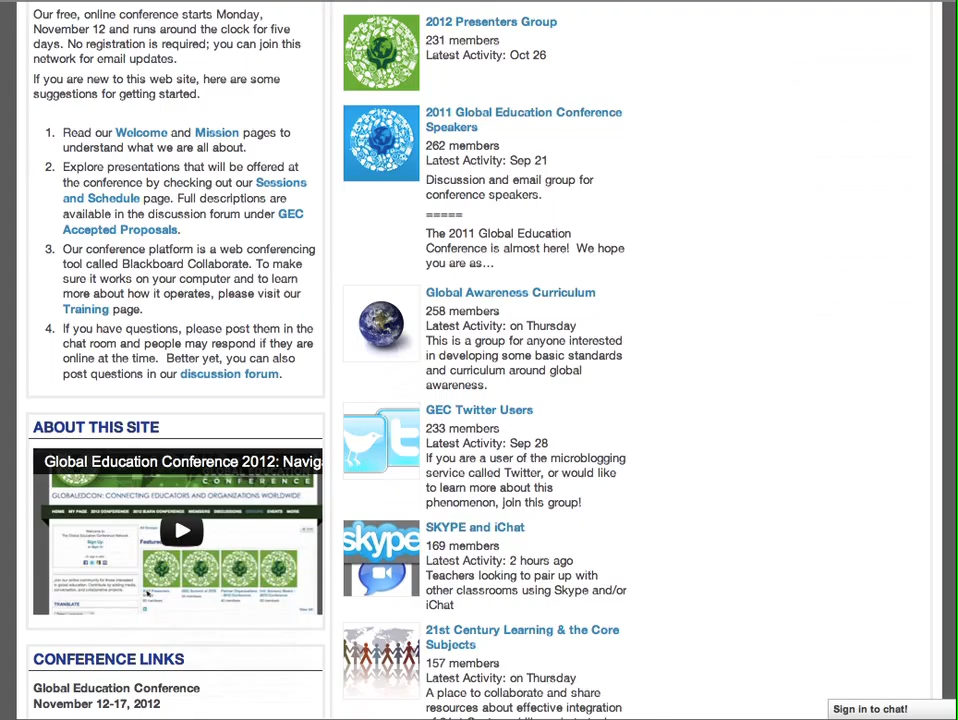 Our free, online conference starts Monday,
November 12 and runs around the clock for five
days. No registration is required; you can join this
network for email updates.
If you are new to this web site, here are some
suggestions for getting started.
1. Read our Welcome and Mission pages to
understand what we are all about.
2. Explore presentations that will be offered at
the conference by checking out our Sessions
and Schedule page. Full descriptions are
available in the discussion forum under GEC
Accepted Proposals.
3. Our conference platform is a web conferencing
tool called Blackboard Collaborate. To make
sure it works on your computer and to learn
more about how it operates, please visit our
Training page.
4. If you have questions, please post them in the
chat room and people may respond if they are
online at the time. Better yet, you can also
post questions in our discussion forum.
ABOUT THIS SITE
Global Education Conference 2012: Naviga
CONFERENCE
GLOBALEDCON: CONNECTING EDUCATORS AND ORGANIZATIONS WORLDWIDE
TRANSLATE
CONFERENCE LINKS
Global Education Conference
November 12-17, 2012
2012 Presenters Group
231 members
Latest Activity: Oct 26
2011 Global Education Conference
Speakers
262 members
Latest Activity: Sep 21
Discussion and email group for
conference speakers.
=====
The 2011 Global Education
Conference is almost here! We hope
you are as…
Global Awareness Curriculum
258 members
Latest Activity: on Thursday
This is a group for anyone interested
in developing some basic standards
and curriculum around global
awareness.
GEC Twitter Users
233 members
Latest Activity: Sep 28
If you are a user of the microblogging
service called Twitter, or would like
to learn more about this
phenomenon, join this group!
skype
SKYPE and iChat
169 members
Latest Activity: 2 hours ago
Teachers looking to pair up with
other classrooms using Skype and/or
iChat
21st Century Learning & the Core
Subjects
157 members
Latest Activity: on Thursday
A place to collaborate and share
resources about effective integration
Sign in to chat!